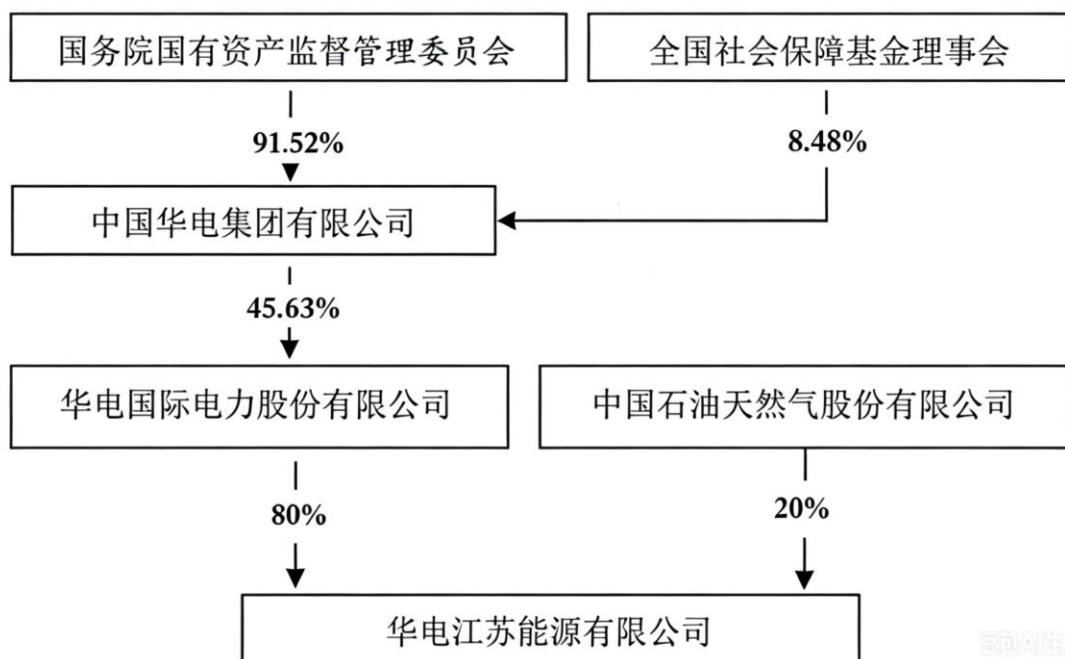 国务院国有资产监督管理委员会
全国社会保障基金理事会
91.52%
8.48%
中国华电集团有限公司
45.63%
华电国际电力股份有限公司
中国石油天然气股份有限公司
80%
20%
华电江苏能源有限公司